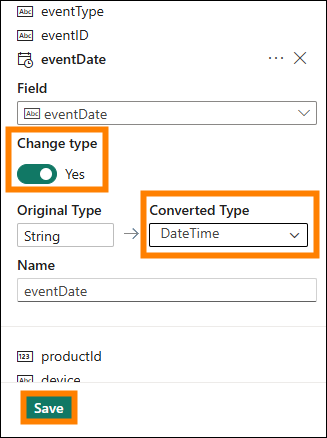 Abc eventType
Abc eventID
eventDate ...
Field
Abc eventDate
Change type
Yes
Original Type Converted Type
String DateTime
Name
eventDate
123 productId
Abc device
Save